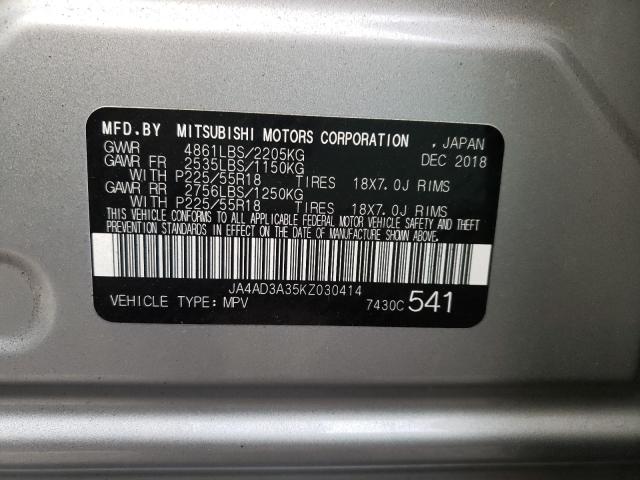 MFD.BY MITSUBISHI MOTORS CORPORATION , JAPAN
GVWR 4861LBS/2205KG DEC 2018
GAWR FR 2535LBS/1150KG
WITH P225/55R18 TIRES 18X7.0J RIMS
GAWR RR 2756LBS/1250KG
WITH P225/55R18 TIRES 18X7.0J RIMS
THIS VEHICLE CONFORMS TO ALL APPLICABLE FEDERAL MOTOR VEHICLE SAFETY AND THEFT
PREVENTION STANDARDS IN EFFECT ON THE DATE OF MANUFACTURE SHOWN ABOVE.
JA4AD3A35KZ030414
VEHICLE TYPE: MPV 7430C 541